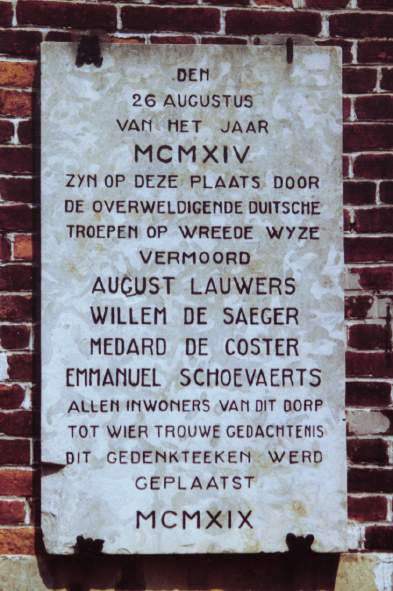 DEN
26 AUGUSTUS
VAN HET JAAR
MCMXIV
ZYN OP DEZE PLAATS DOOR
DE OVERWELDIGENDE DUITSCHE
TROEPEN OP WREEDE WYZE
VERMOORD
AUGUST LAUWERS
WILLEM DE SAEGER
MEDARD DE COSTER
EMMANUEL SCHOEVAERTS
ALLEN INWONERS VAN DIT DORP
TOT WIER TROUWE GEDACHTENIS
DIT GEDENKTEEKEN WERD
GEPLAATST
MCMXIX